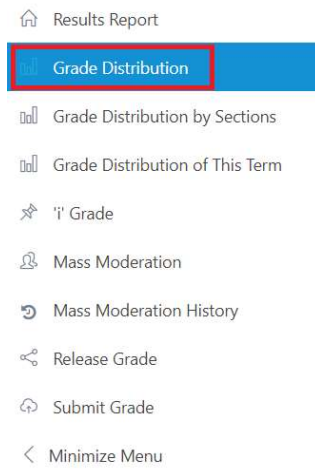 Results Report
Grade Distribution
Grade Distribution by Sections
Grade Distribution of This Term
'i' Grade
Mass Moderation
Mass Moderation History
Release Grade
Submit Grade
Minimize Menu